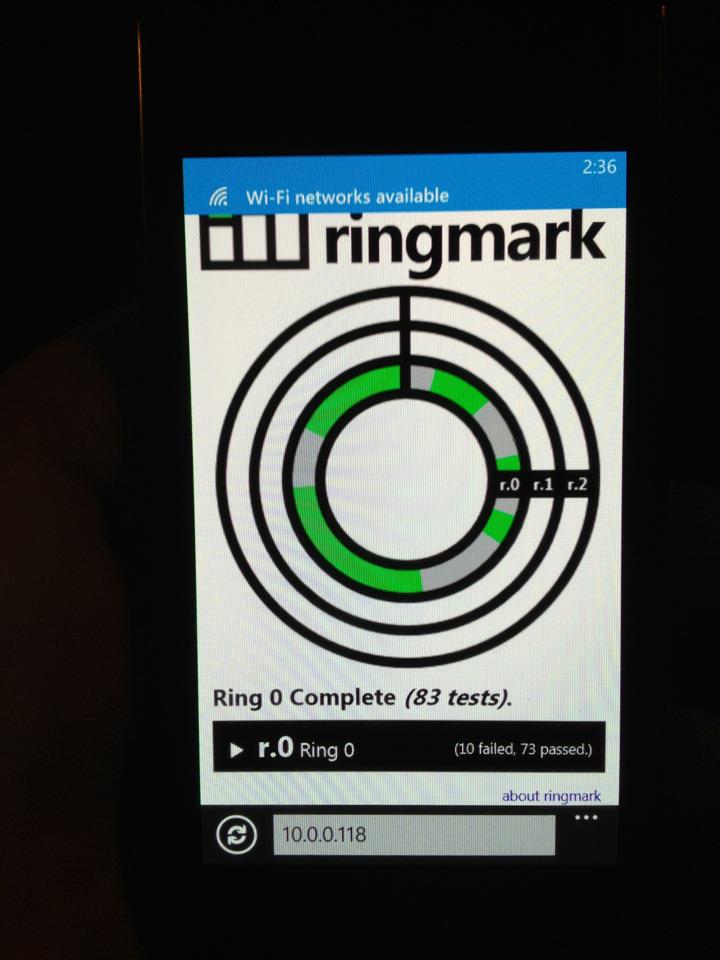 2:36
Wi-Fi networks available
ringmark
r.0 r.1 r.2
Ring 0 Complete (83 tests).
r.0 Ring 0 (10 failed, 73 passed.)
about ringmark
10.0.0.118